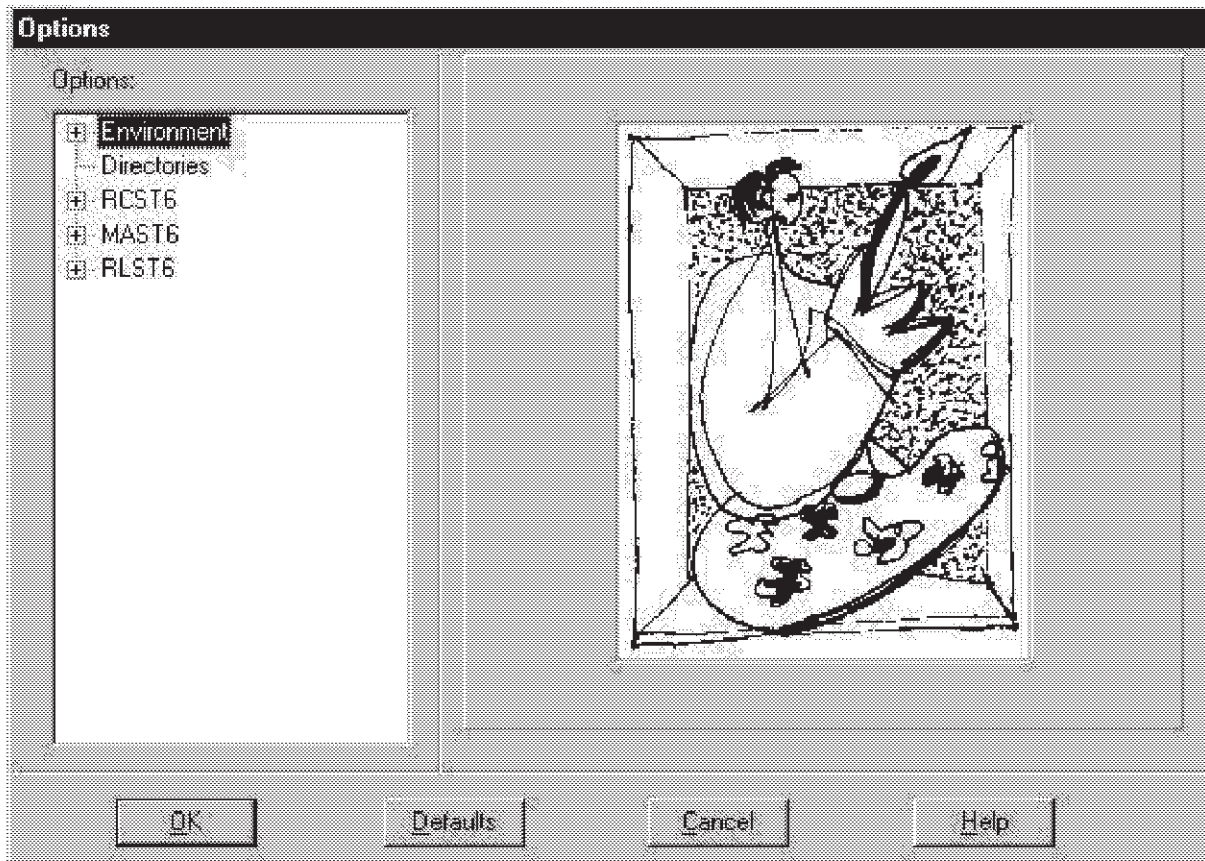 Options
Options:
Environment
Directories
RCST6
MAST6
RLST6
OK Defaults Cancel Help